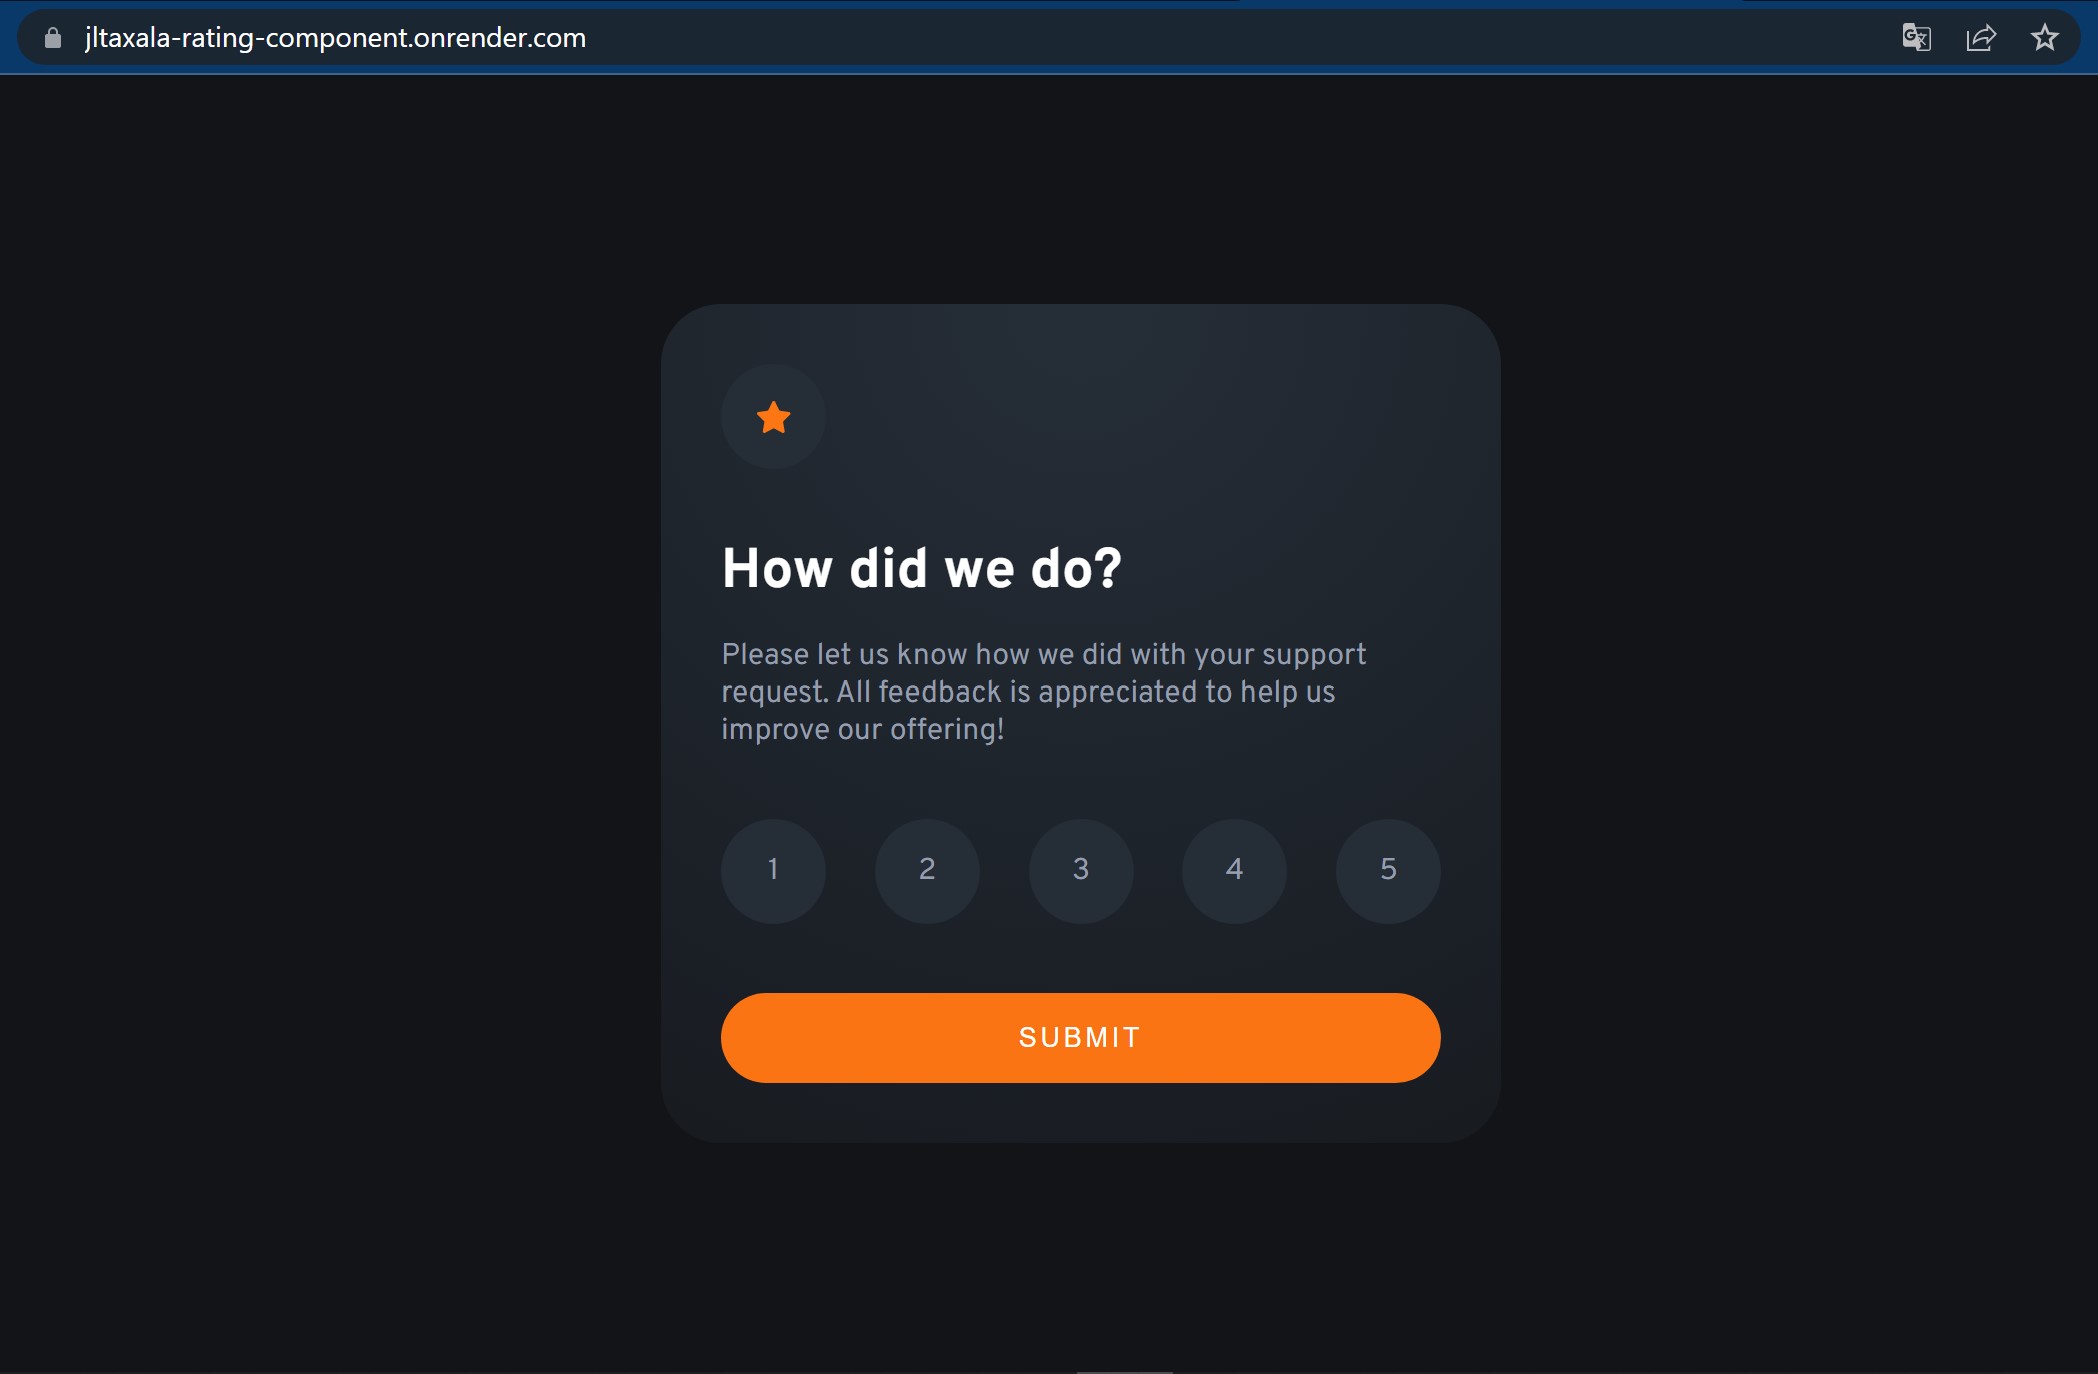 jltaxala-rating-component.onrender.com
How did we do?
Please let us know how we did with your support
request. All feedback is appreciated to help us
improve our offering!
1 2 3 4 5
SUBMIT